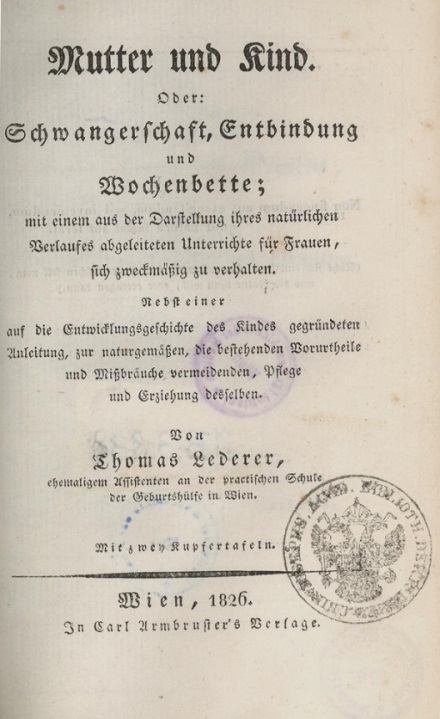 Mutter und Kind.
Oder:
Schwangerschaft, Entbindung
und
Wochenbette;
mit einem aus der Darstellung ihres natürlichen
Verlaufes abgeleiteten Unterrichte für Frauen,
sich zweckmäßig zu verhalten.
Nebst einer
auf die Entwicklungsgeschichte des Kindes gegründeten
Anleitung, zur naturgemäßen, die bestehenden Vorurtheile
und Mißbräuche vermeidenden, Pflege
und Erziehung desselben.
Von
Thomas Lederer,
ehemaligem Assistenten an der practischen Schule
der Geburtshülfe in Wien.
Mit zwey Kupfertafeln.
Wien, 1826.
In Carl Armbruster's Verlage.